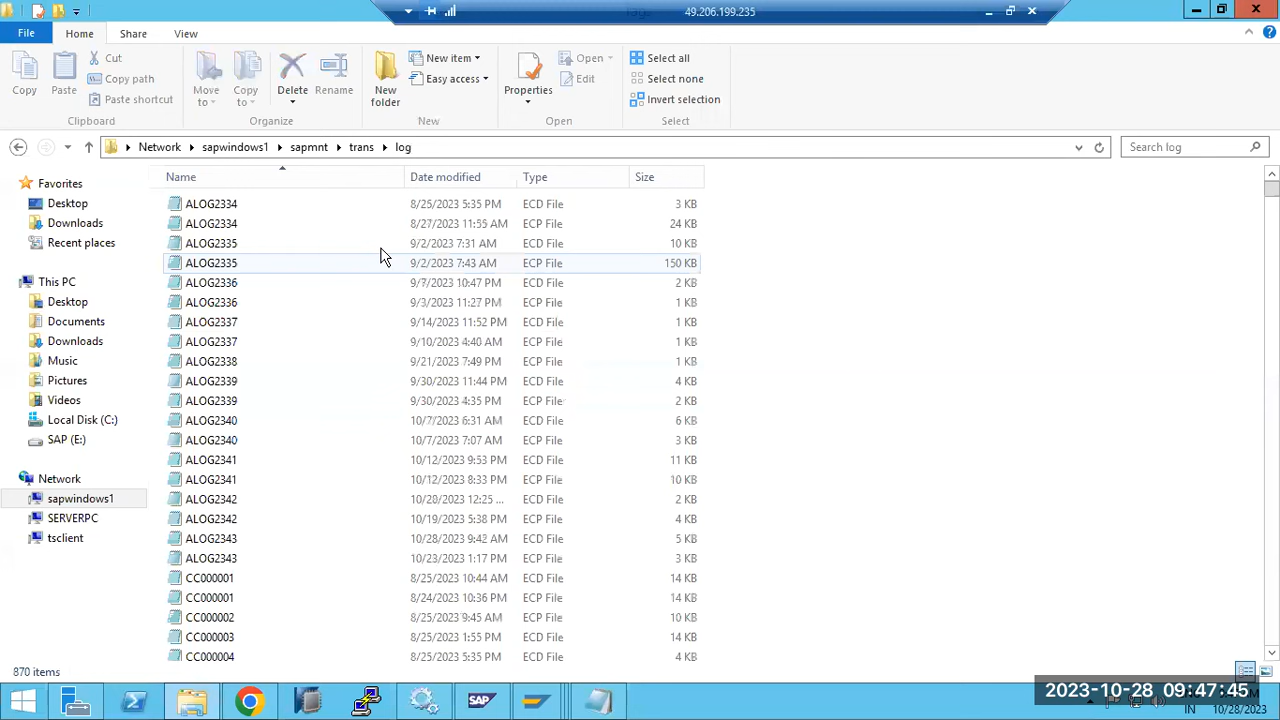 49.206.199.235
File Home Share View
Cut
Copy path
Paste shortcut
Copy Paste
Clipboard
Move to Copy to Delete Rename
Organize
New item
Easy access
New folder
New
Open
Edit
Properties
Open
Select all
Select none
Invert selection
Select
Network sapwindows1 sapmnt trans log
Search log
Favorites
Desktop
Downloads
Recent places
This PC
Desktop
Documents
Downloads
Music
Pictures
Videos
Local Disk (C:)
SAP (E:)
Network
sapwindows1
SERVERPC
tsclient
Name Date modified Type Size
ALOG2334 8/25/2023 5:35 PM ECD File 3 KB
ALOG2334 8/27/2023 11:55 AM ECP File 24 KB
ALOG2335 9/2/2023 7:31 AM ECD File 10 KB
ALOG2335 9/2/2023 7:43 AM ECP File 150 KB
ALOG2336 9/7/2023 10:47 PM ECD File 2 KB
ALOG2336 9/3/2023 11:27 PM ECP File 1 KB
ALOG2337 9/14/2023 11:52 PM ECD File 1 KB
ALOG2337 9/10/2023 4:40 AM ECP File 1 KB
ALOG2338 9/21/2023 7:49 PM ECP File 1 KB
ALOG2339 9/30/2023 11:44 PM ECD File 4 KB
ALOG2339 9/30/2023 4:35 PM ECP File 2 KB
ALOG2340 10/7/2023 6:31 AM ECD File 6 KB
ALOG2340 10/7/2023 7:07 AM ECP File 3 KB
ALOG2341 10/12/2023 9:53 PM ECD File 11 KB
ALOG2341 10/12/2023 8:33 PM ECP File 10 KB
ALOG2342 10/20/2023 12:25 ... ECD File 2 KB
ALOG2342 10/19/2023 5:38 PM ECP File 4 KB
ALOG2343 10/28/2023 9:42 AM ECD File 5 KB
ALOG2343 10/23/2023 1:17 PM ECP File 3 KB
CC000001 8/25/2023 10:44 AM ECD File 14 KB
CC000001 8/24/2023 10:36 PM ECP File 14 KB
CC000002 8/25/2023 9:45 AM ECD File 10 KB
CC000003 8/25/2023 1:55 PM ECD File 14 KB
CC000004 8/25/2023 5:35 PM ECD File 4 KB
870 items
SAP
2023-10-28 09:47:45
IN 10/28/2023